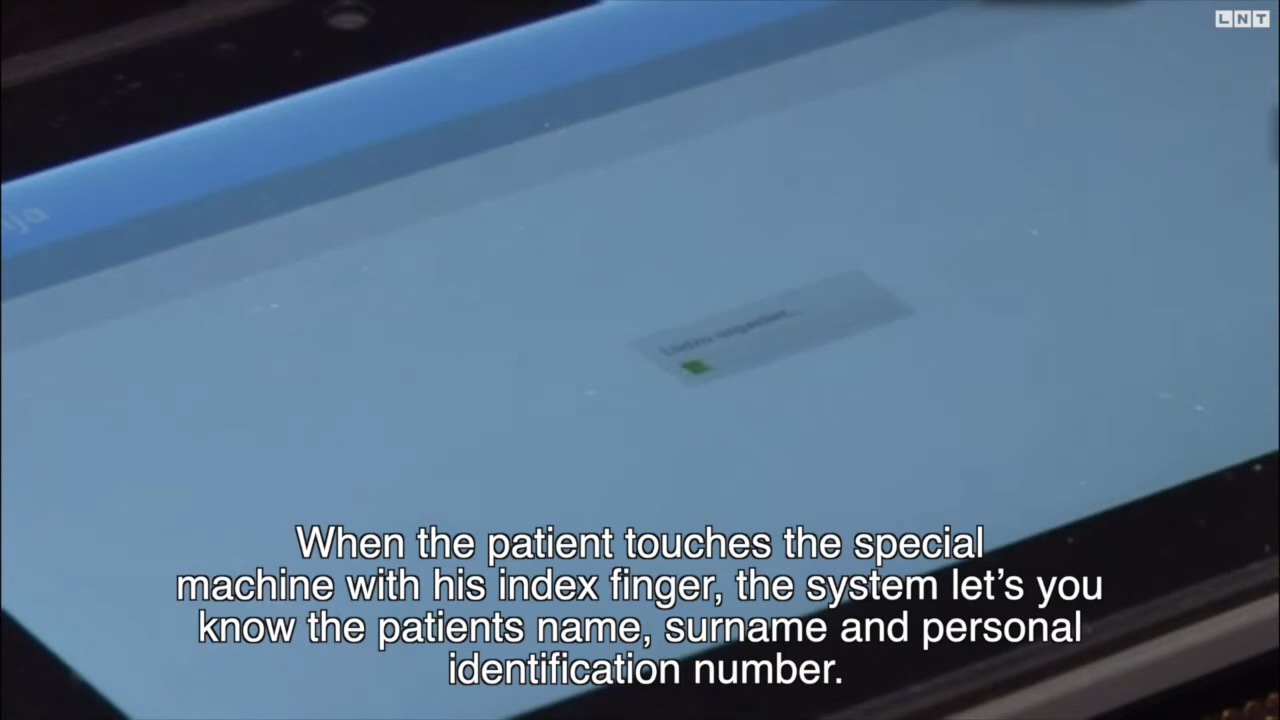 LNT
ija
When the patient touches the special
machine with his index finger, the system let’s you
know the patients name, surname and personal
identification number.